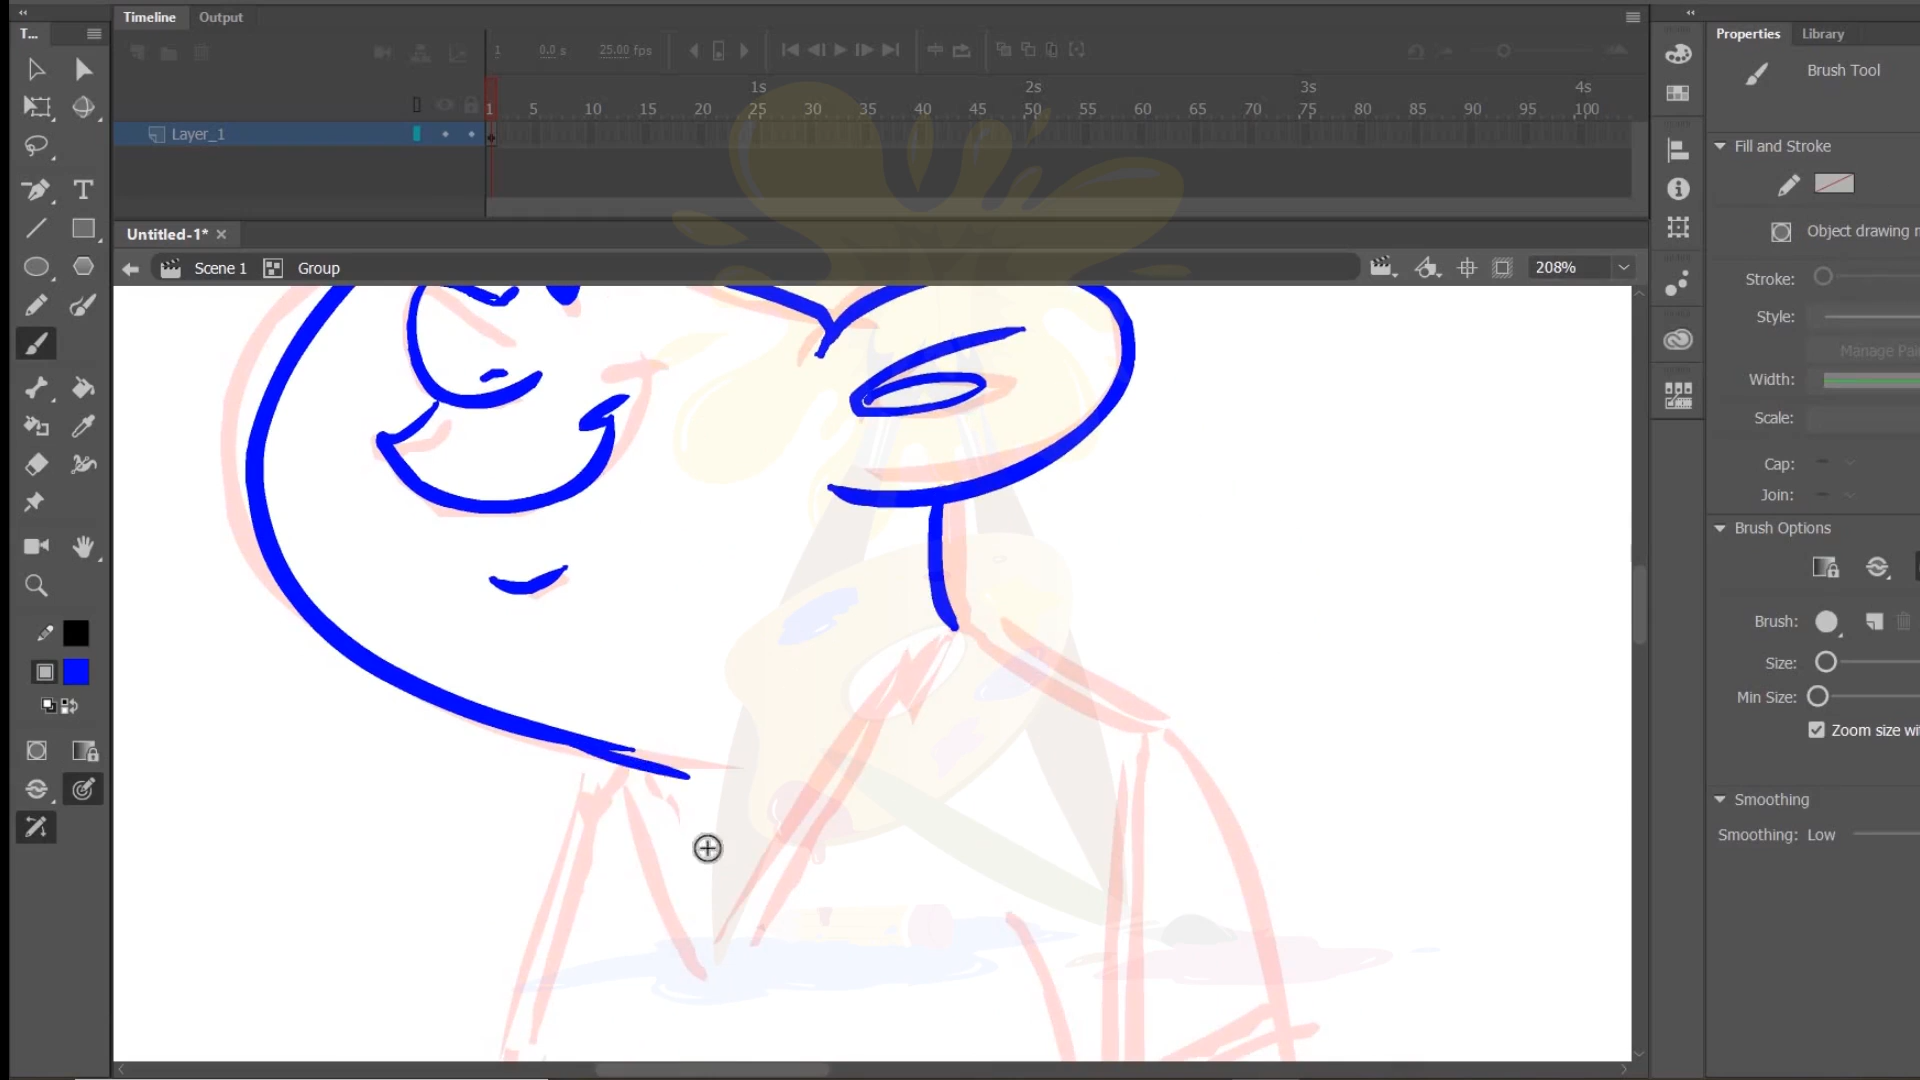 Timeline Output
T...
Properties Library
1 0.0 s 25.00 fps
Brush Tool
1s 2s 3s 4s
1 5 10 15 20 25 30 35 40 45 50 55 60 65 70 75 80 85 90 95 100
Layer_1
Fill and Stroke
Untitled-1*
Object drawing
Scene 1 Group 208%
Stroke:
Style:
Manage
Width:
Scale:
Cap:
Join:
Brush Options
Brush:
Size:
Min Size:
Zoom size
Smoothing
Smoothing: Low